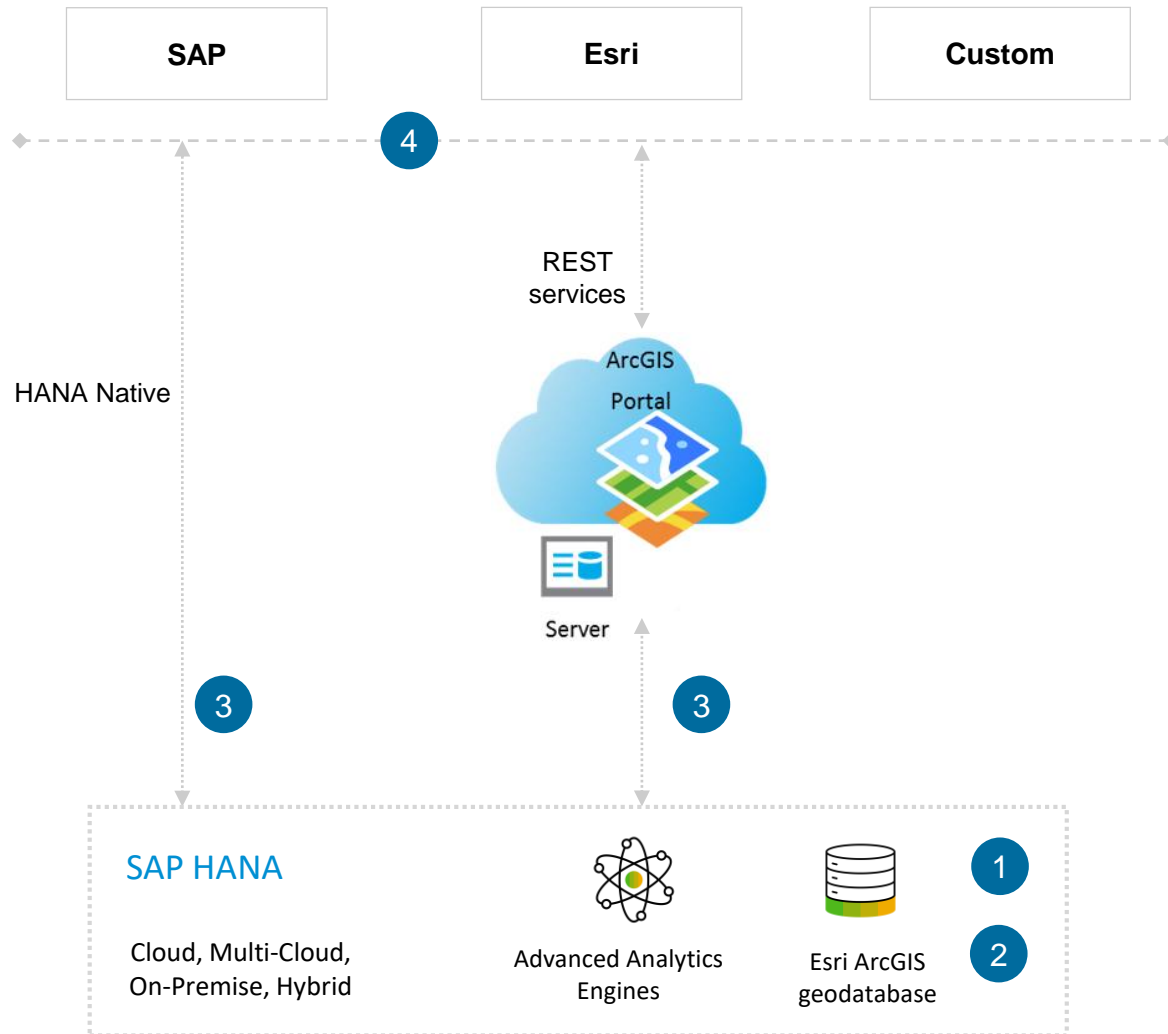 SAP
Esri
Custom
4
REST
services
ArcGIS
Portal
HANA Native
Server
3
3
SAP HANA
1
Cloud, Multi-Cloud,
On-Premise, Hybrid
Advanced Analytics
Engines
Esri ArcGIS
geodatabase
2